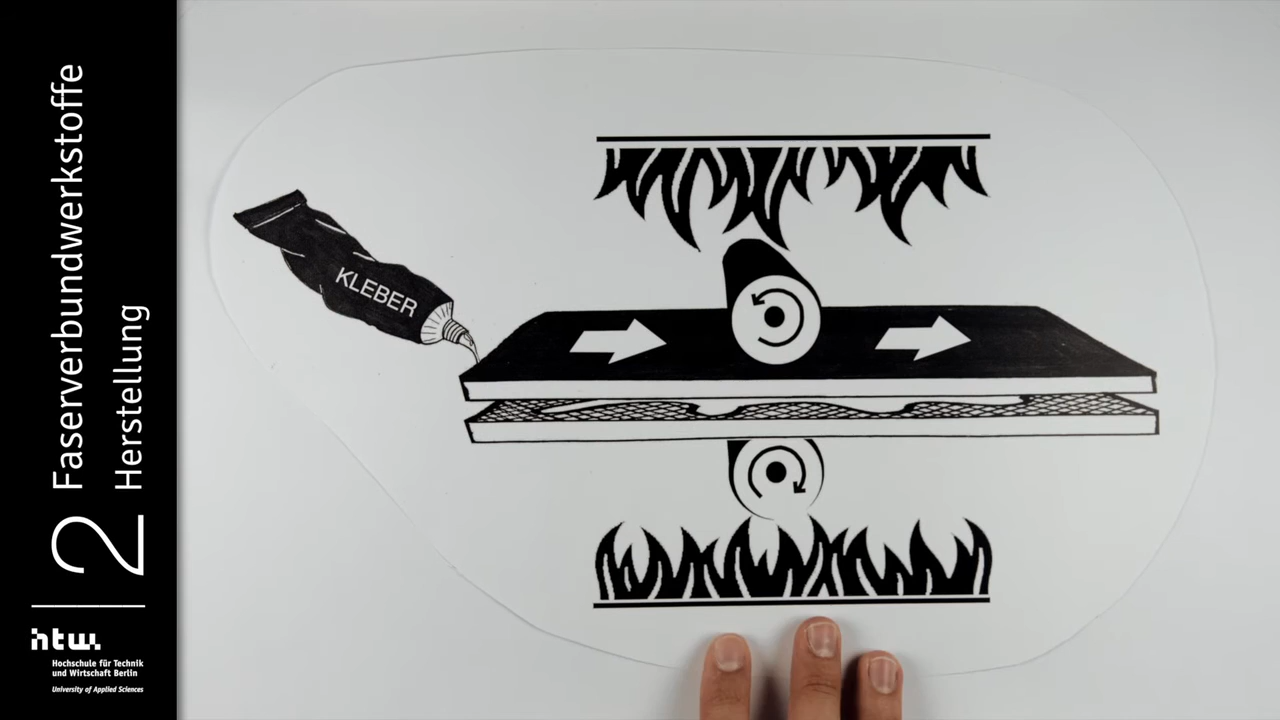 2 Faserverbundwerkstoffe
Herstellung
htw.
Hochschule für Technik
und Wirtschaft Berlin
University of Applied Sciences
KLEBER